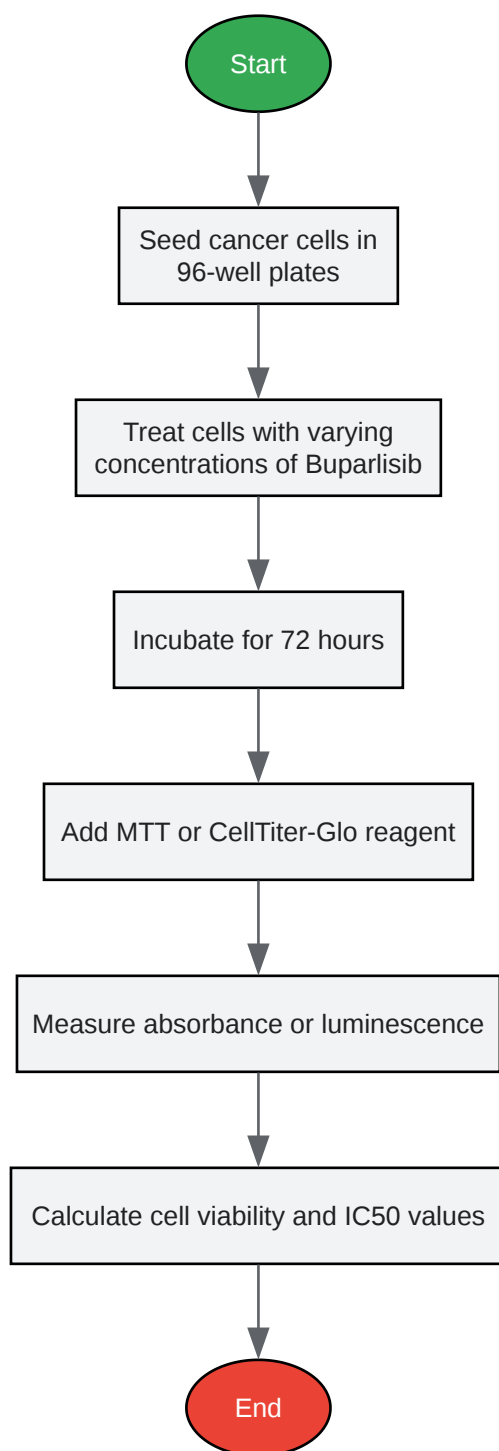 Start
Seed cancer cells in
96-well plates
Treat cells with varying
concentrations of Buparlisib
Incubate for 72 hours
Add MTT or CellTiter-Glo reagent
Measure absorbance or luminescence
Calculate cell viability and IC50 values
End